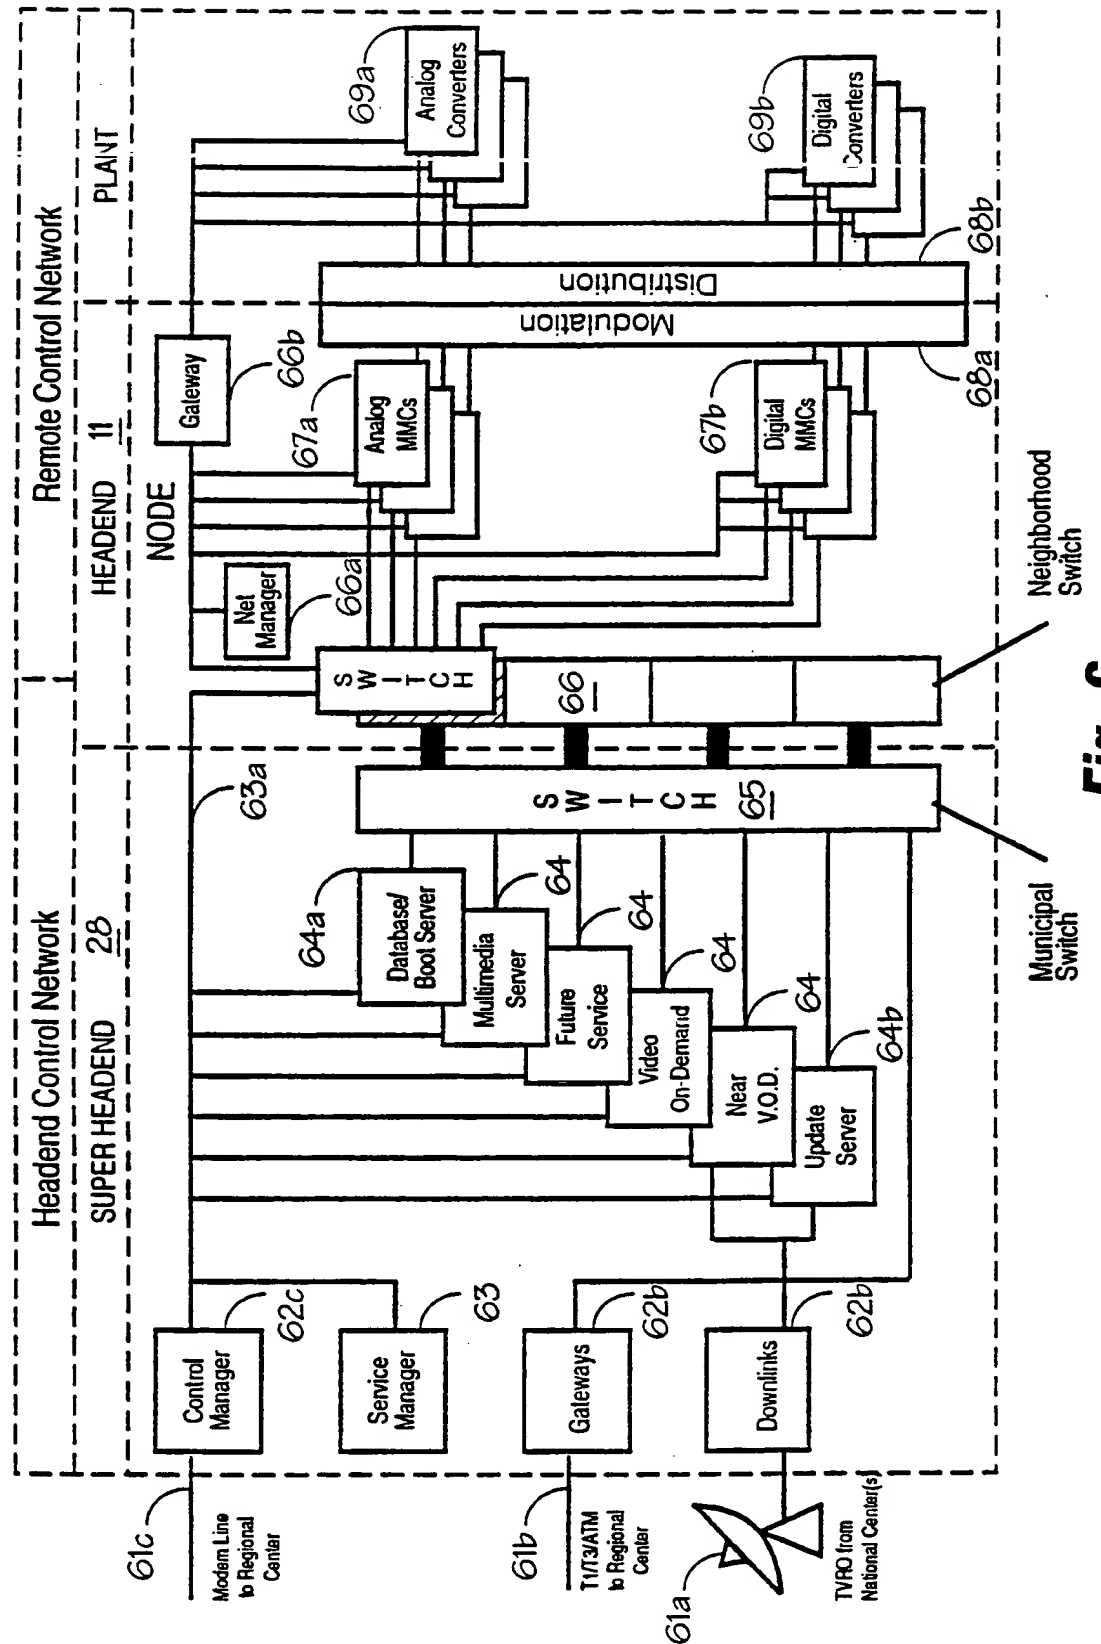 Headend Control Network
Remote Control Network
SUPER HEADEND
28
HEADEND
11
PLANT
NODE
61c
Modem Line
to Regional
Center
Control
Manager
62c
63a
Service
Manager
63
61b
T1/T3/ATM
to Regional
Center
Gateways
62b
61a
TVRO from
National Center(s)
Downlinks
62b
64a
Database/
Boot Server
Multimedia
Server
64
Future
Service
64
Video
On-Demand
64
Near
V.O.D.
64
Update
Server
64b
SWITCH
65
Municipal
Switch
SWITCH
66
Neighborhood
Switch
Net
Manager
66a
Gateway
66b
67a
Analog
MMCs
67b
Digital
MMCs
Modulation
68a
Distribution
68b
69a
Analog
Converters
69b
Digital
Converters